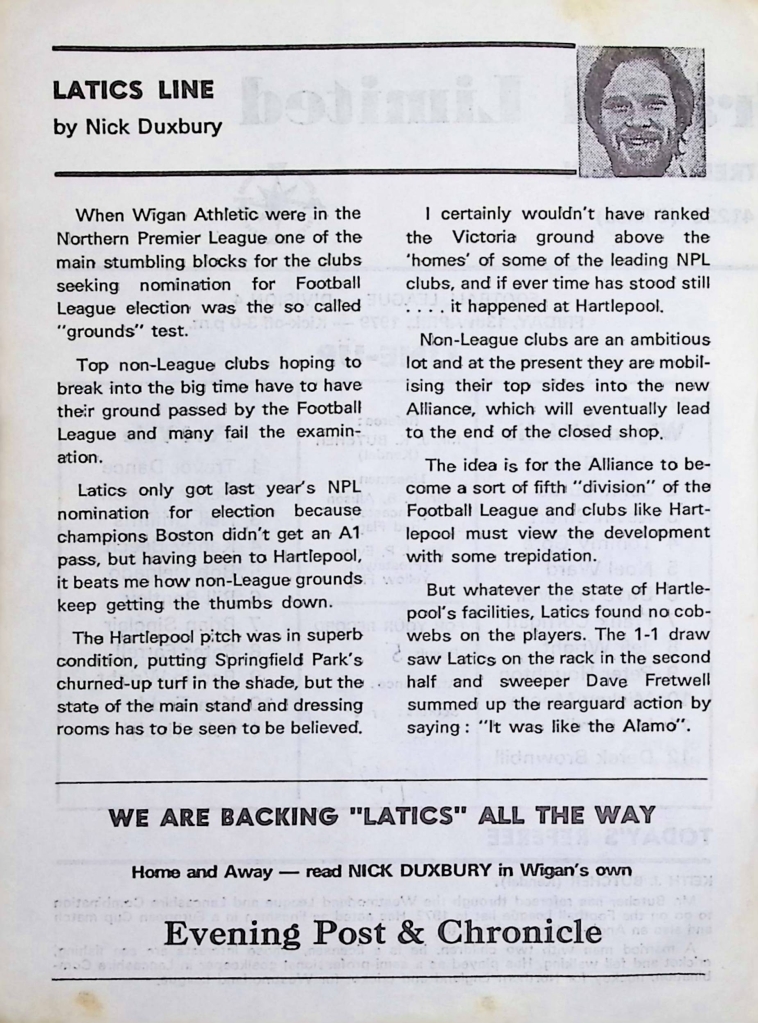 LATICS LINE
by Nick Duxbury
When Wigan Athletic were in the
Northern Premier League one of the
main stumbling blocks for the clubs
seeking nomination for Football
League election was the so called
"grounds" test.
Top non-League clubs hoping to
break into the big time have to have
their ground passed by the Football
League and many fail the examin-
ation.
Latics only got last year's NPL
nomination for election because
champions Boston didn't get an A1
pass, but having been to Hartlepool,
it beats me how non-League grounds
keep getting the thumbs down.
The Hartlepool pitch was in superb
condition, putting Springfield Park's
churned-up turf in the shade, but the
state of the main stand and dressing
rooms has to be seen to be believed.
I certainly wouldn't have ranked
the Victoria ground above the
'homes' of some of the leading NPL
clubs, and if ever time has stood still
. . . . it happened at Hartlepool.
Non-League clubs are an ambitious
lot and at the present they are mobil-
ising their top sides into the new
Alliance, which will eventually lead
to the end of the closed shop.
The idea is for the Alliance to be-
come a sort of fifth "division" of the
Football League and clubs like Hart-
lepool must view the development
with some trepidation.
But whatever the state of Hartle-
pool's facilities, Latics found no cob-
webs on the players. The 1-1 draw
saw Latics on the rack in the second
half and sweeper Dave Fretwell
summed up the rearguard action by
saying : "It was like the Alamo".
WE ARE BACKING "LATICS" ALL THE WAY
Home and Away — read NICK DUXBURY in Wigan's own
Evening Post & Chronicle